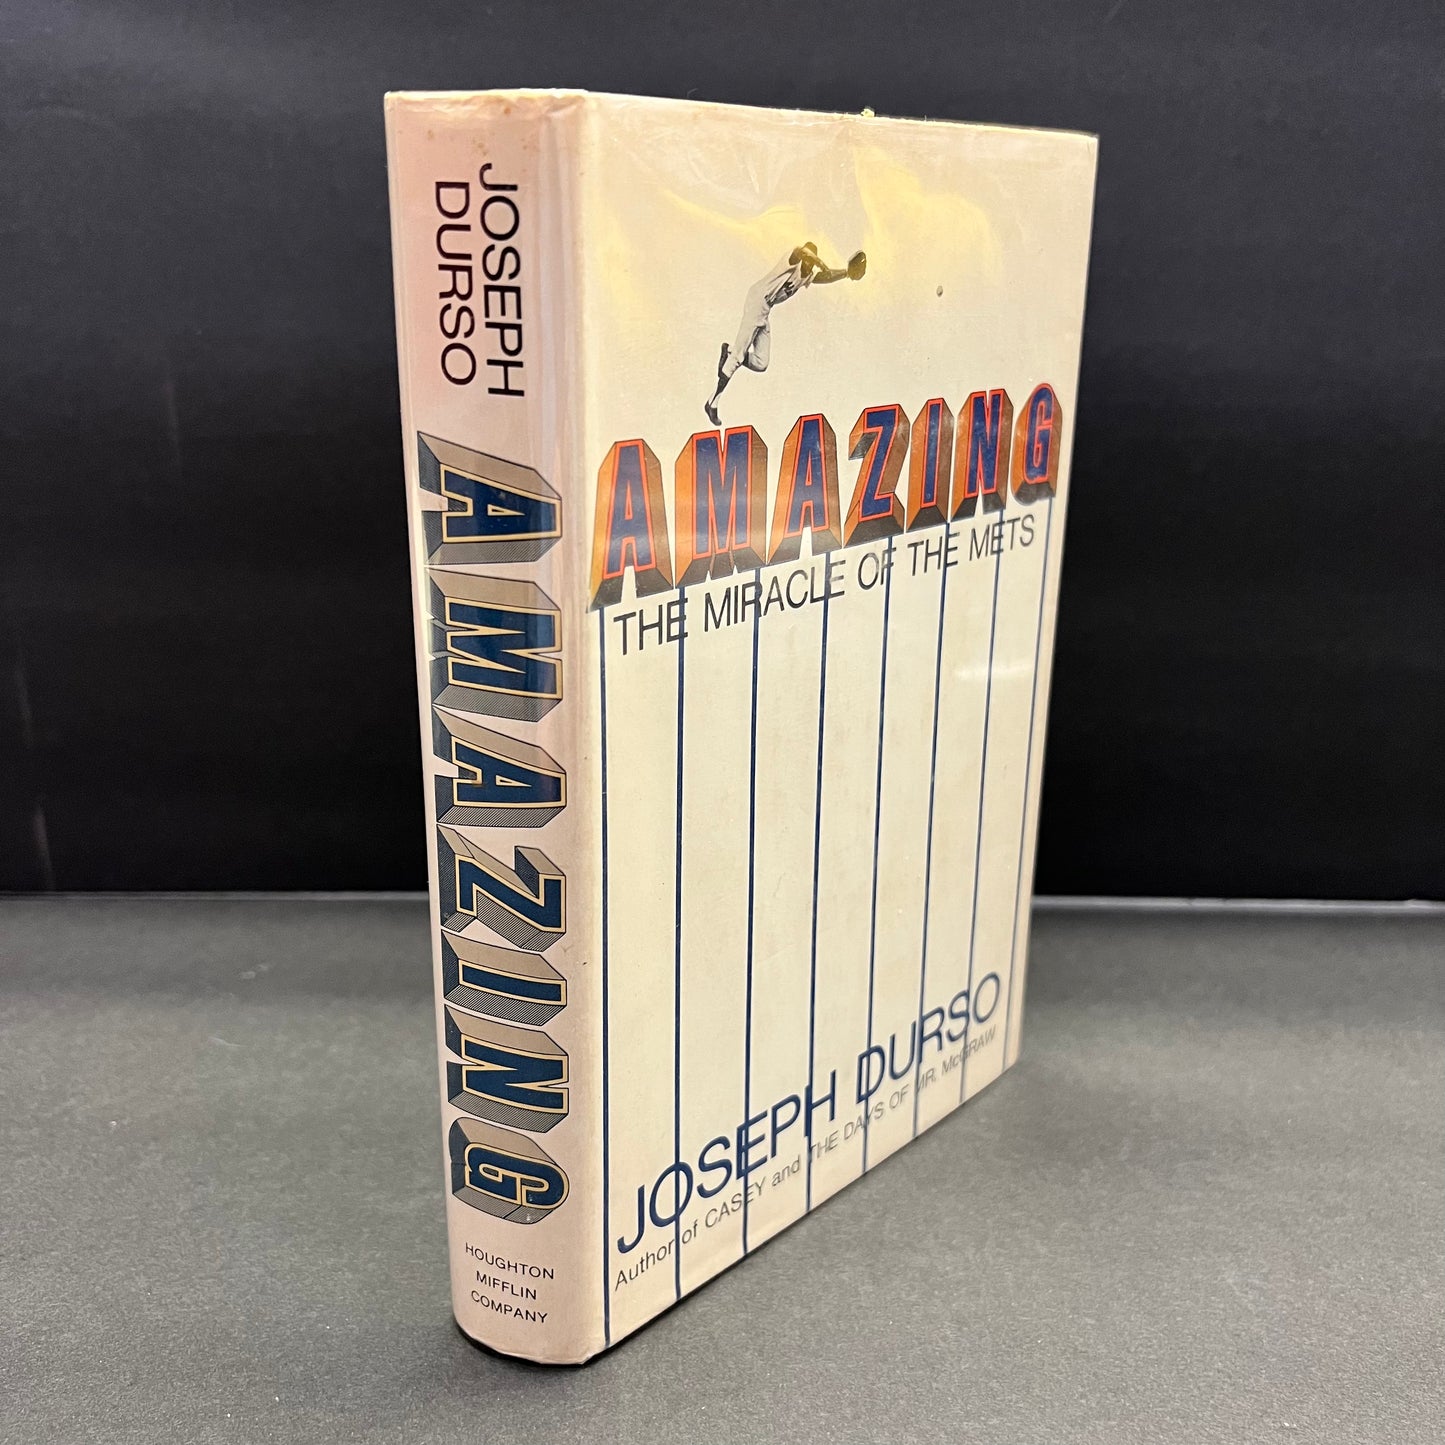 JOSEPH
DURSO
AMAZING
HOUGHTON
MIFFLIN
COMPANY
AMAZING
THE MIRACLE OF THE METS
JOSEPH DURSO
Author of CASEY and THE DAYS OF MR. McGRAW